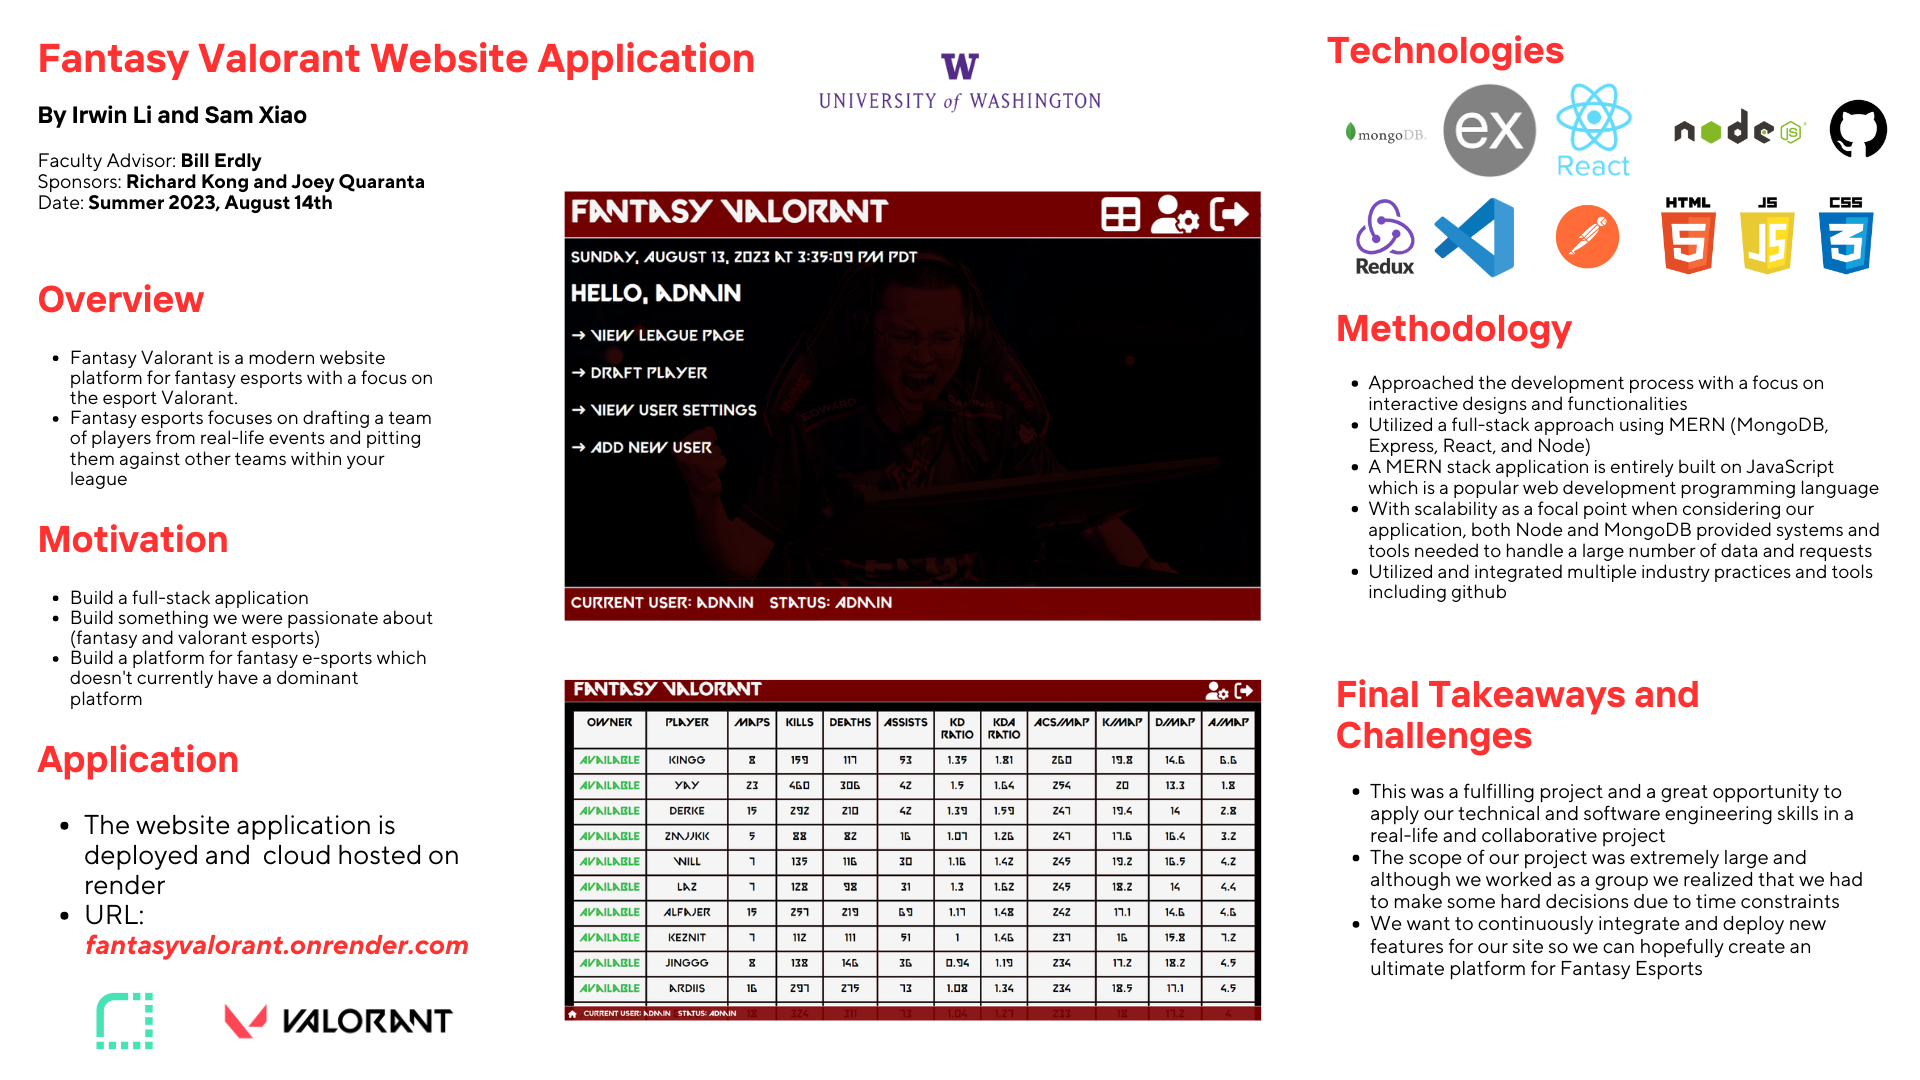 Fantasy Valorant Website Application
By Irwin Li and Sam Xiao
Faculty Advisor: Bill Erdly
Sponsors: Richard Kong and Joey Quaranta
Date: Summer 2023, August 14th
Overview
Fantasy Valorant is a modern website
platform for fantasy esports with a focus on
the esport Valorant.
Fantasy esports focuses on drafting a team
of players from real-life events and pitting
them against other teams within your
league
Motivation
Build a full-stack application
Build something we were passionate about
(fantasy and valorant esports)
Build a platform for fantasy e-sports which
doesn't currently have a dominant
platform
Application
The website application is
deployed and  cloud hosted on
render
URL:
fantasyvalorant.onrender.com
VALORANT
W
UNIVERSITY of WASHINGTON
FANTASY VALORANT
SUNDAY, AUGUST 13, 2023 AT 3:35:09 PM PDT
HELLO, ADMIN
→ VIEW LEAGUE PAGE
→ DRAFT PLAYER
→ VIEW USER SETTINGS
→ ADD NEW USER
CURRENT USER: ADMIN STATUS: ADMIN
FANTASY VALORANT
OWNER PLAYER MAPS KILLS DEATHS ASSISTS KD RATIO KDA RATIO ACS/MAP K/MAP D/MAP A/MAP
AVAILABLE KINGG 8 159 117 53 1.35 1.81 260 19.8 14.6 6.6
AVAILABLE YAY 23 460 306 42 1.5 1.64 254 20 13.3 1.8
AVAILABLE DERKE 15 292 210 42 1.39 1.59 247 19.4 14 2.8
AVAILABLE ZMJJKK 5 88 82 16 1.07 1.26 247 17.6 16.4 3.2
AVAILABLE WILL 7 135 116 30 1.16 1.42 245 19.2 16.5 4.2
AVAILABLE LAZ 7 128 98 31 1.3 1.62 245 18.2 14 4.4
AVAILABLE ALFAJER 15 257 219 69 1.17 1.48 242 17.1 14.6 4.6
AVAILABLE KEZNIT 7 112 111 51 1 1.46 237 16 15.8 7.2
AVAILABLE JINGGG 8 138 146 36 0.94 1.19 234 17.2 18.2 4.5
AVAILABLE ARDIIS 16 297 275 73 1.08 1.34 234 18.5 17.1 4.5
CURRENT USER: ADMIN STATUS: ADMIN
Technologies
mongoDB.
ex
React
node
JS
Redux
HTML
5
JS
JS
CSS
3
Methodology
Approached the development process with a focus on
interactive designs and functionalities
Utilized a full-stack approach using MERN (MongoDB,
Express, React, and Node)
A MERN stack application is entirely built on JavaScript
which is a popular web development programming language
With scalability as a focal point when considering our
application, both Node and MongoDB provided systems and
tools needed to handle a large number of data and requests
Utilized and integrated multiple industry practices and tools
including github
Final Takeaways and
Challenges
This was a fulfilling project and a great opportunity to
apply our technical and software engineering skills in a
real-life and collaborative project
The scope of our project was extremely large and
although we worked as a group we realized that we had
to make some hard decisions due to time constraints
We want to continuously integrate and deploy new
features for our site so we can hopefully create an
ultimate platform for Fantasy Esports